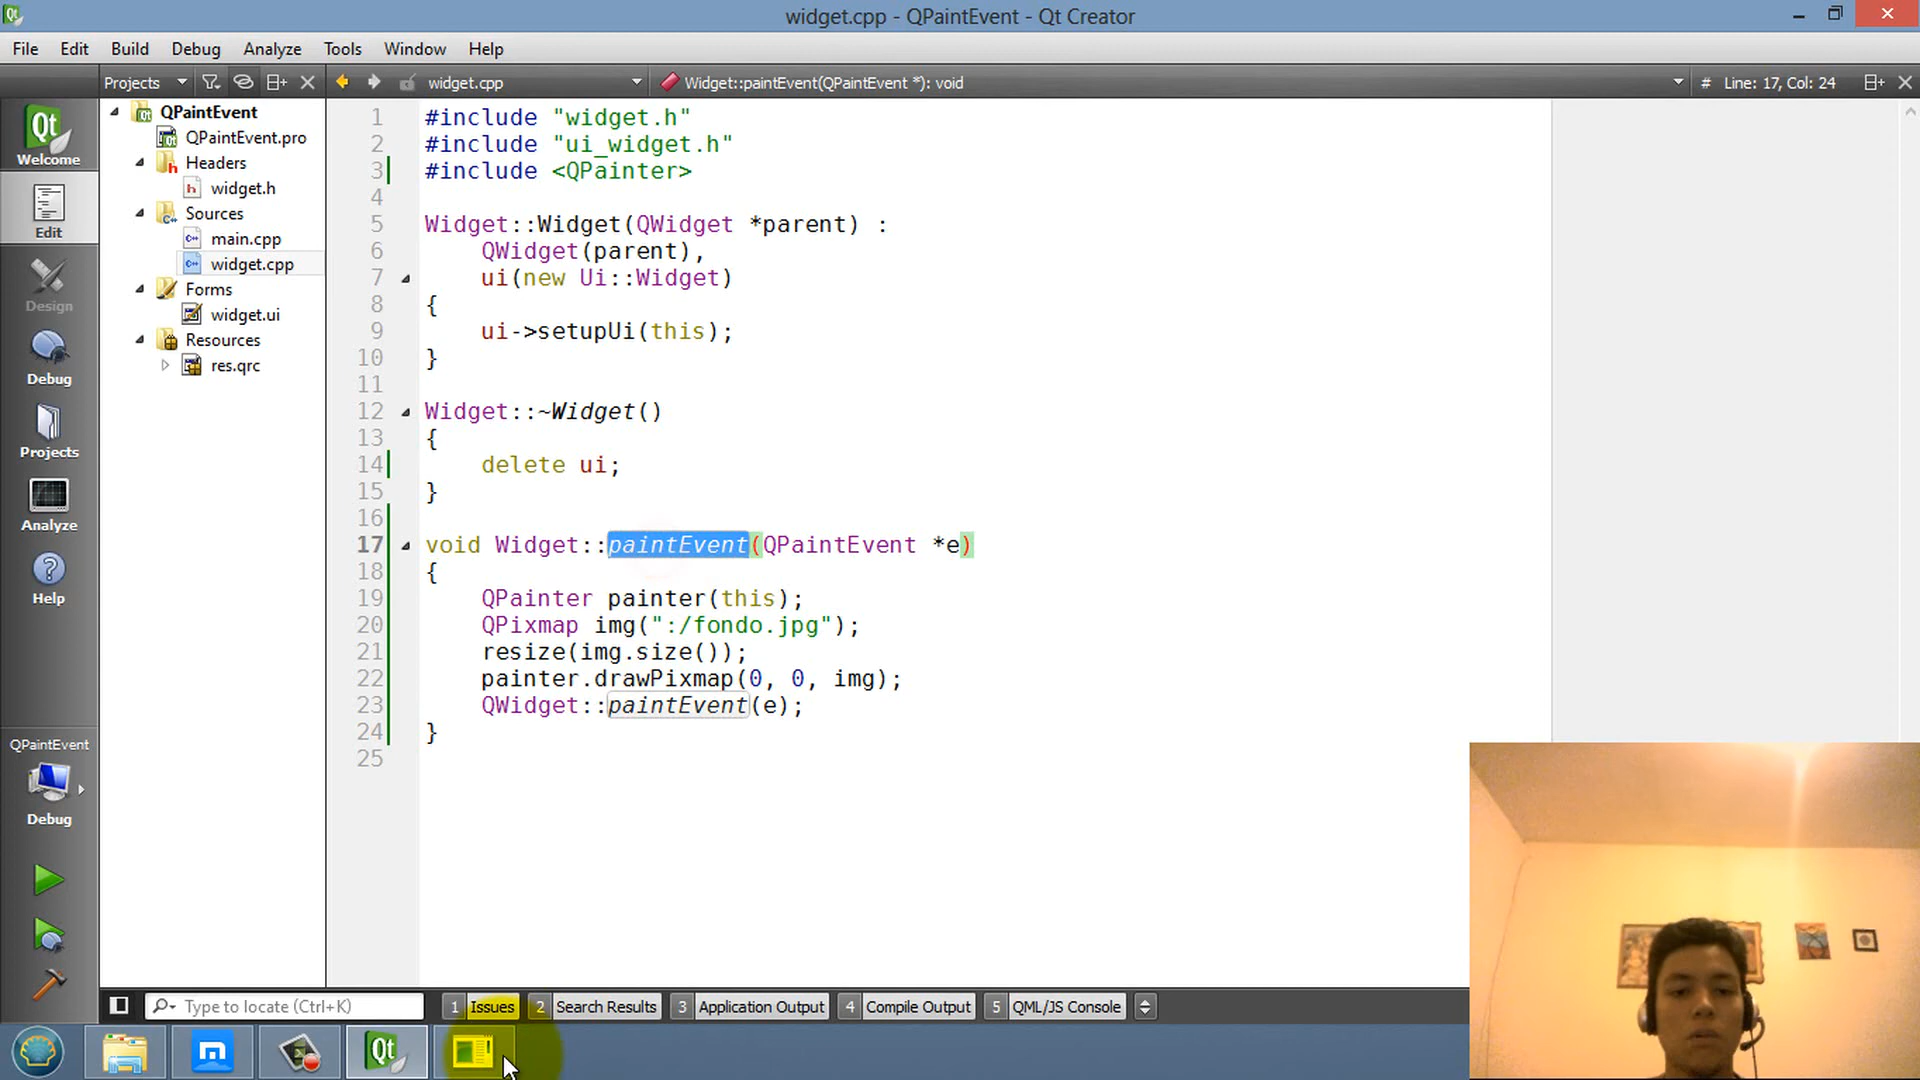 widget.cpp - QPaintEvent - Qt Creator
File Edit Build Debug Analyze Tools Window Help
Projects widget.cpp Widget::paintEvent(QPaintEvent *): void # Line: 17, Col: 24
Qt
Welcome
Edit
Design
Debug
Projects
Analyze
Help
QPaintEvent
Debug
QPaintEvent
QPaintEvent.pro
Headers
widget.h
Sources
main.cpp
widget.cpp
Forms
widget.ui
Resources
res.qrc
1 #include "widget.h"
2 #include "ui_widget.h"
3 #include <QPainter>
4
5 Widget::Widget(QWidget *parent) :
6 QWidget(parent),
7 ui(new Ui::Widget)
8 {
9 ui->setupUi(this);
10 }
11
12 Widget::~Widget()
13 {
14 delete ui;
15 }
16
17 void Widget::paintEvent(QPaintEvent *e)
18 {
19 QPainter painter(this);
20 QPixmap img(":/fondo.jpg");
21 resize(img.size());
22 painter.drawPixmap(0, 0, img);
23 QWidget::paintEvent(e);
24 }
25
Type to locate (Ctrl+K) 1 Issues 2 Search Results 3 Application Output 4 Compile Output 5 QML/JS Console
Qt